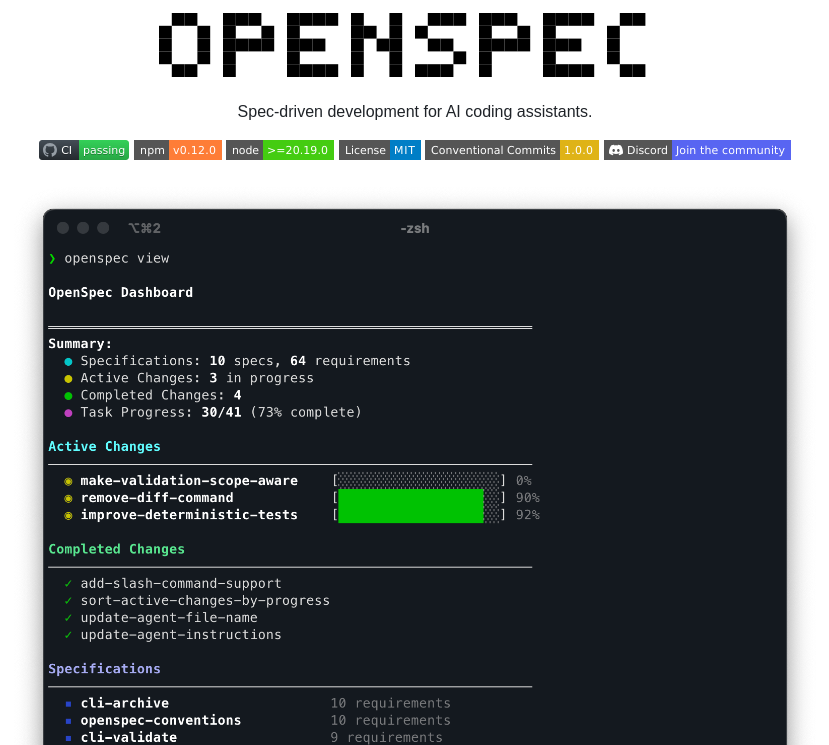 OPENSPEC
Spec-driven development for AI coding assistants.
CI passing npm v0.12.0 node >=20.19.0 License MIT Conventional Commits 1.0.0 Discord Join the community
⌥⌘2 -zsh
❯ openspec view
OpenSpec Dashboard
Summary:
● Specifications: 10 specs, 64 requirements
● Active Changes: 3 in progress
● Completed Changes: 4
● Task Progress: 30/41 (73% complete)
Active Changes
◉ make-validation-scope-aware [░░░░░░░░░░░░░░░░░░░░] 0%
◉ remove-diff-command [██████████████████░░] 90%
◉ improve-deterministic-tests [██████████████████░░] 92%
Completed Changes
✓ add-slash-command-support
✓ sort-active-changes-by-progress
✓ update-agent-file-name
✓ update-agent-instructions
Specifications
▪ cli-archive 10 requirements
▪ openspec-conventions 10 requirements
▪ cli-validate 9 requirements